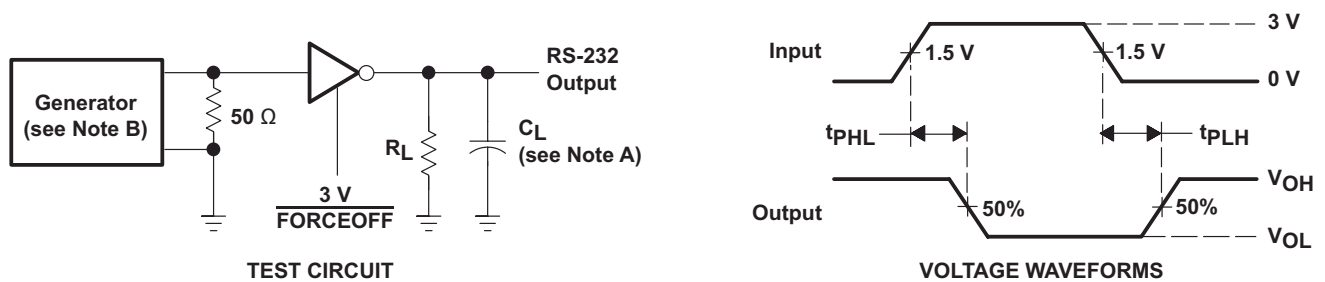 Generator
(see Note B)
50 Ω
3 V
FORCEOFF
RL
CL
(see Note A)
RS-232
Output
TEST CIRCUIT
Input
1.5 V
1.5 V
3 V
0 V
tPHL
tPLH
Output
50%
50%
VOH
VOL
VOLTAGE WAVEFORMS